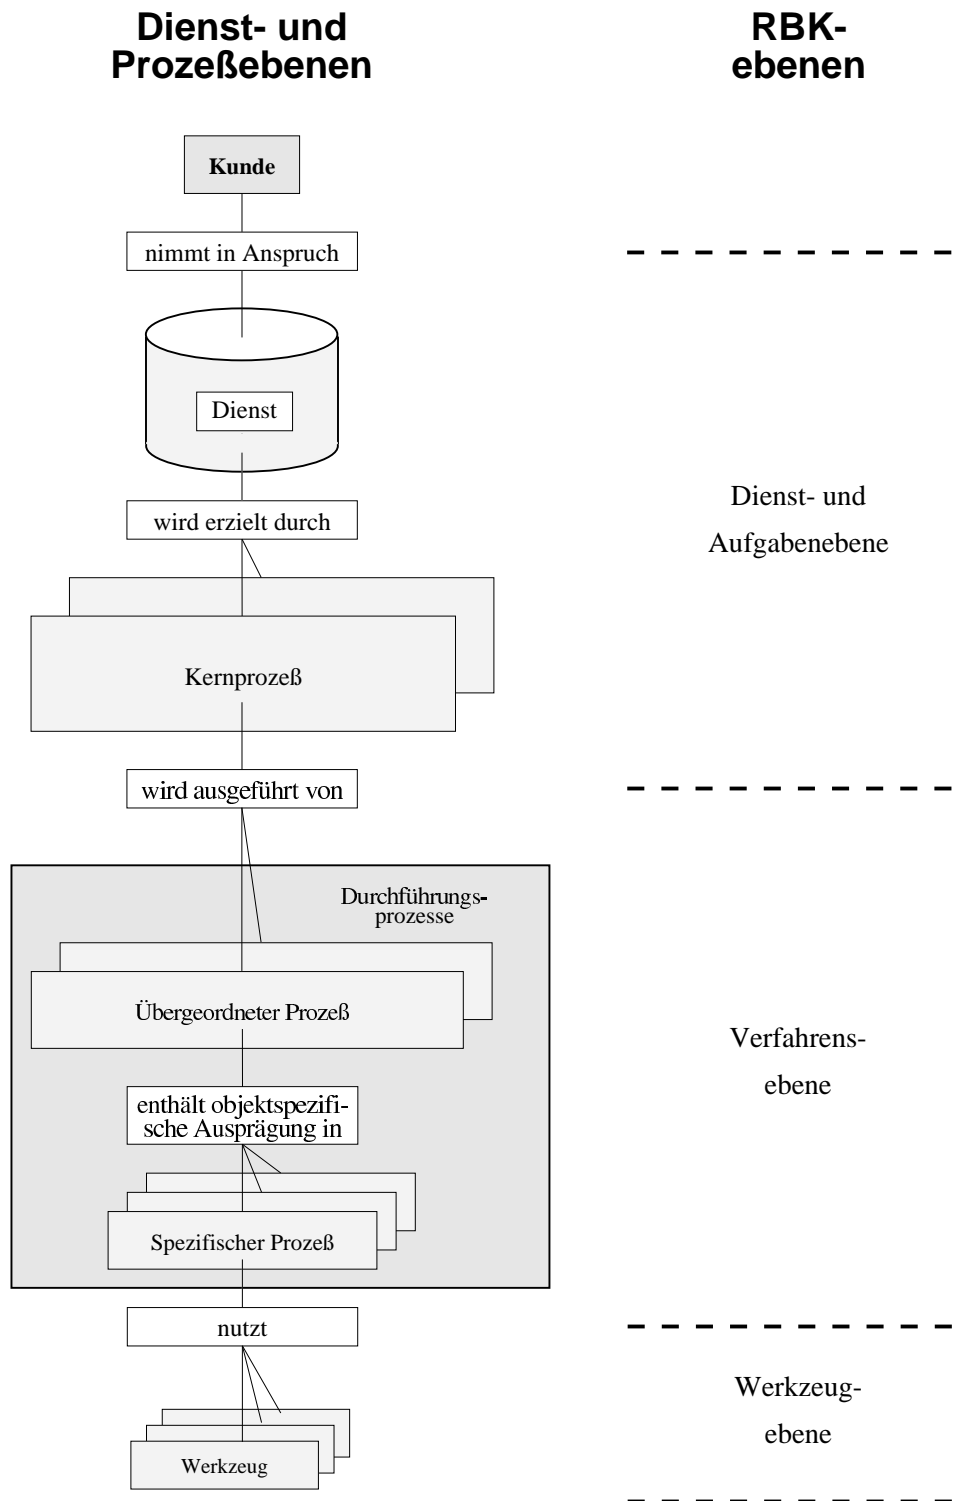 Dienst- und
Prozeßebenen
RBK-
ebenen
Kunde
nimmt in Anspruch
Dienst
wird erzielt durch
Dienst- und
Aufgabenebene
Kernprozeß
wird ausgeführt von
Durchführungs-
prozesse
Übergeordneter Prozeß
Verfahrens-
ebene
enthält objektspezifi-
sche Ausprägung in
Spezifischer Prozeß
nutzt
Werkzeug-
ebene
Werkzeug